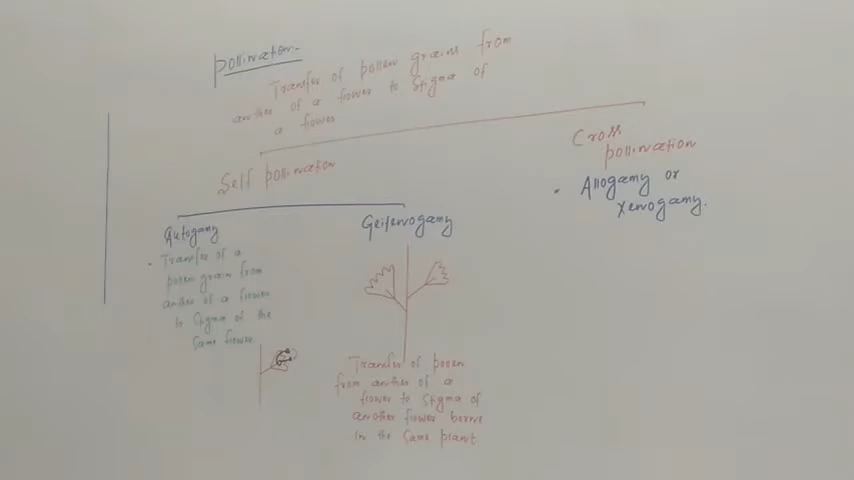 Pollination-
Transfer of pollen grains from
anther of a flower to stigma of
a flower
Self pollination
Cross
pollination
• Allogamy or
Xenogamy.
Autogamy
• Transfer of a
pollen grain from
anther of a flower
to stigma of the
same flower
Geitenogamy
Transfer of pollen
from anther of a
flower to stigma of
another flower borne
in the same plant.